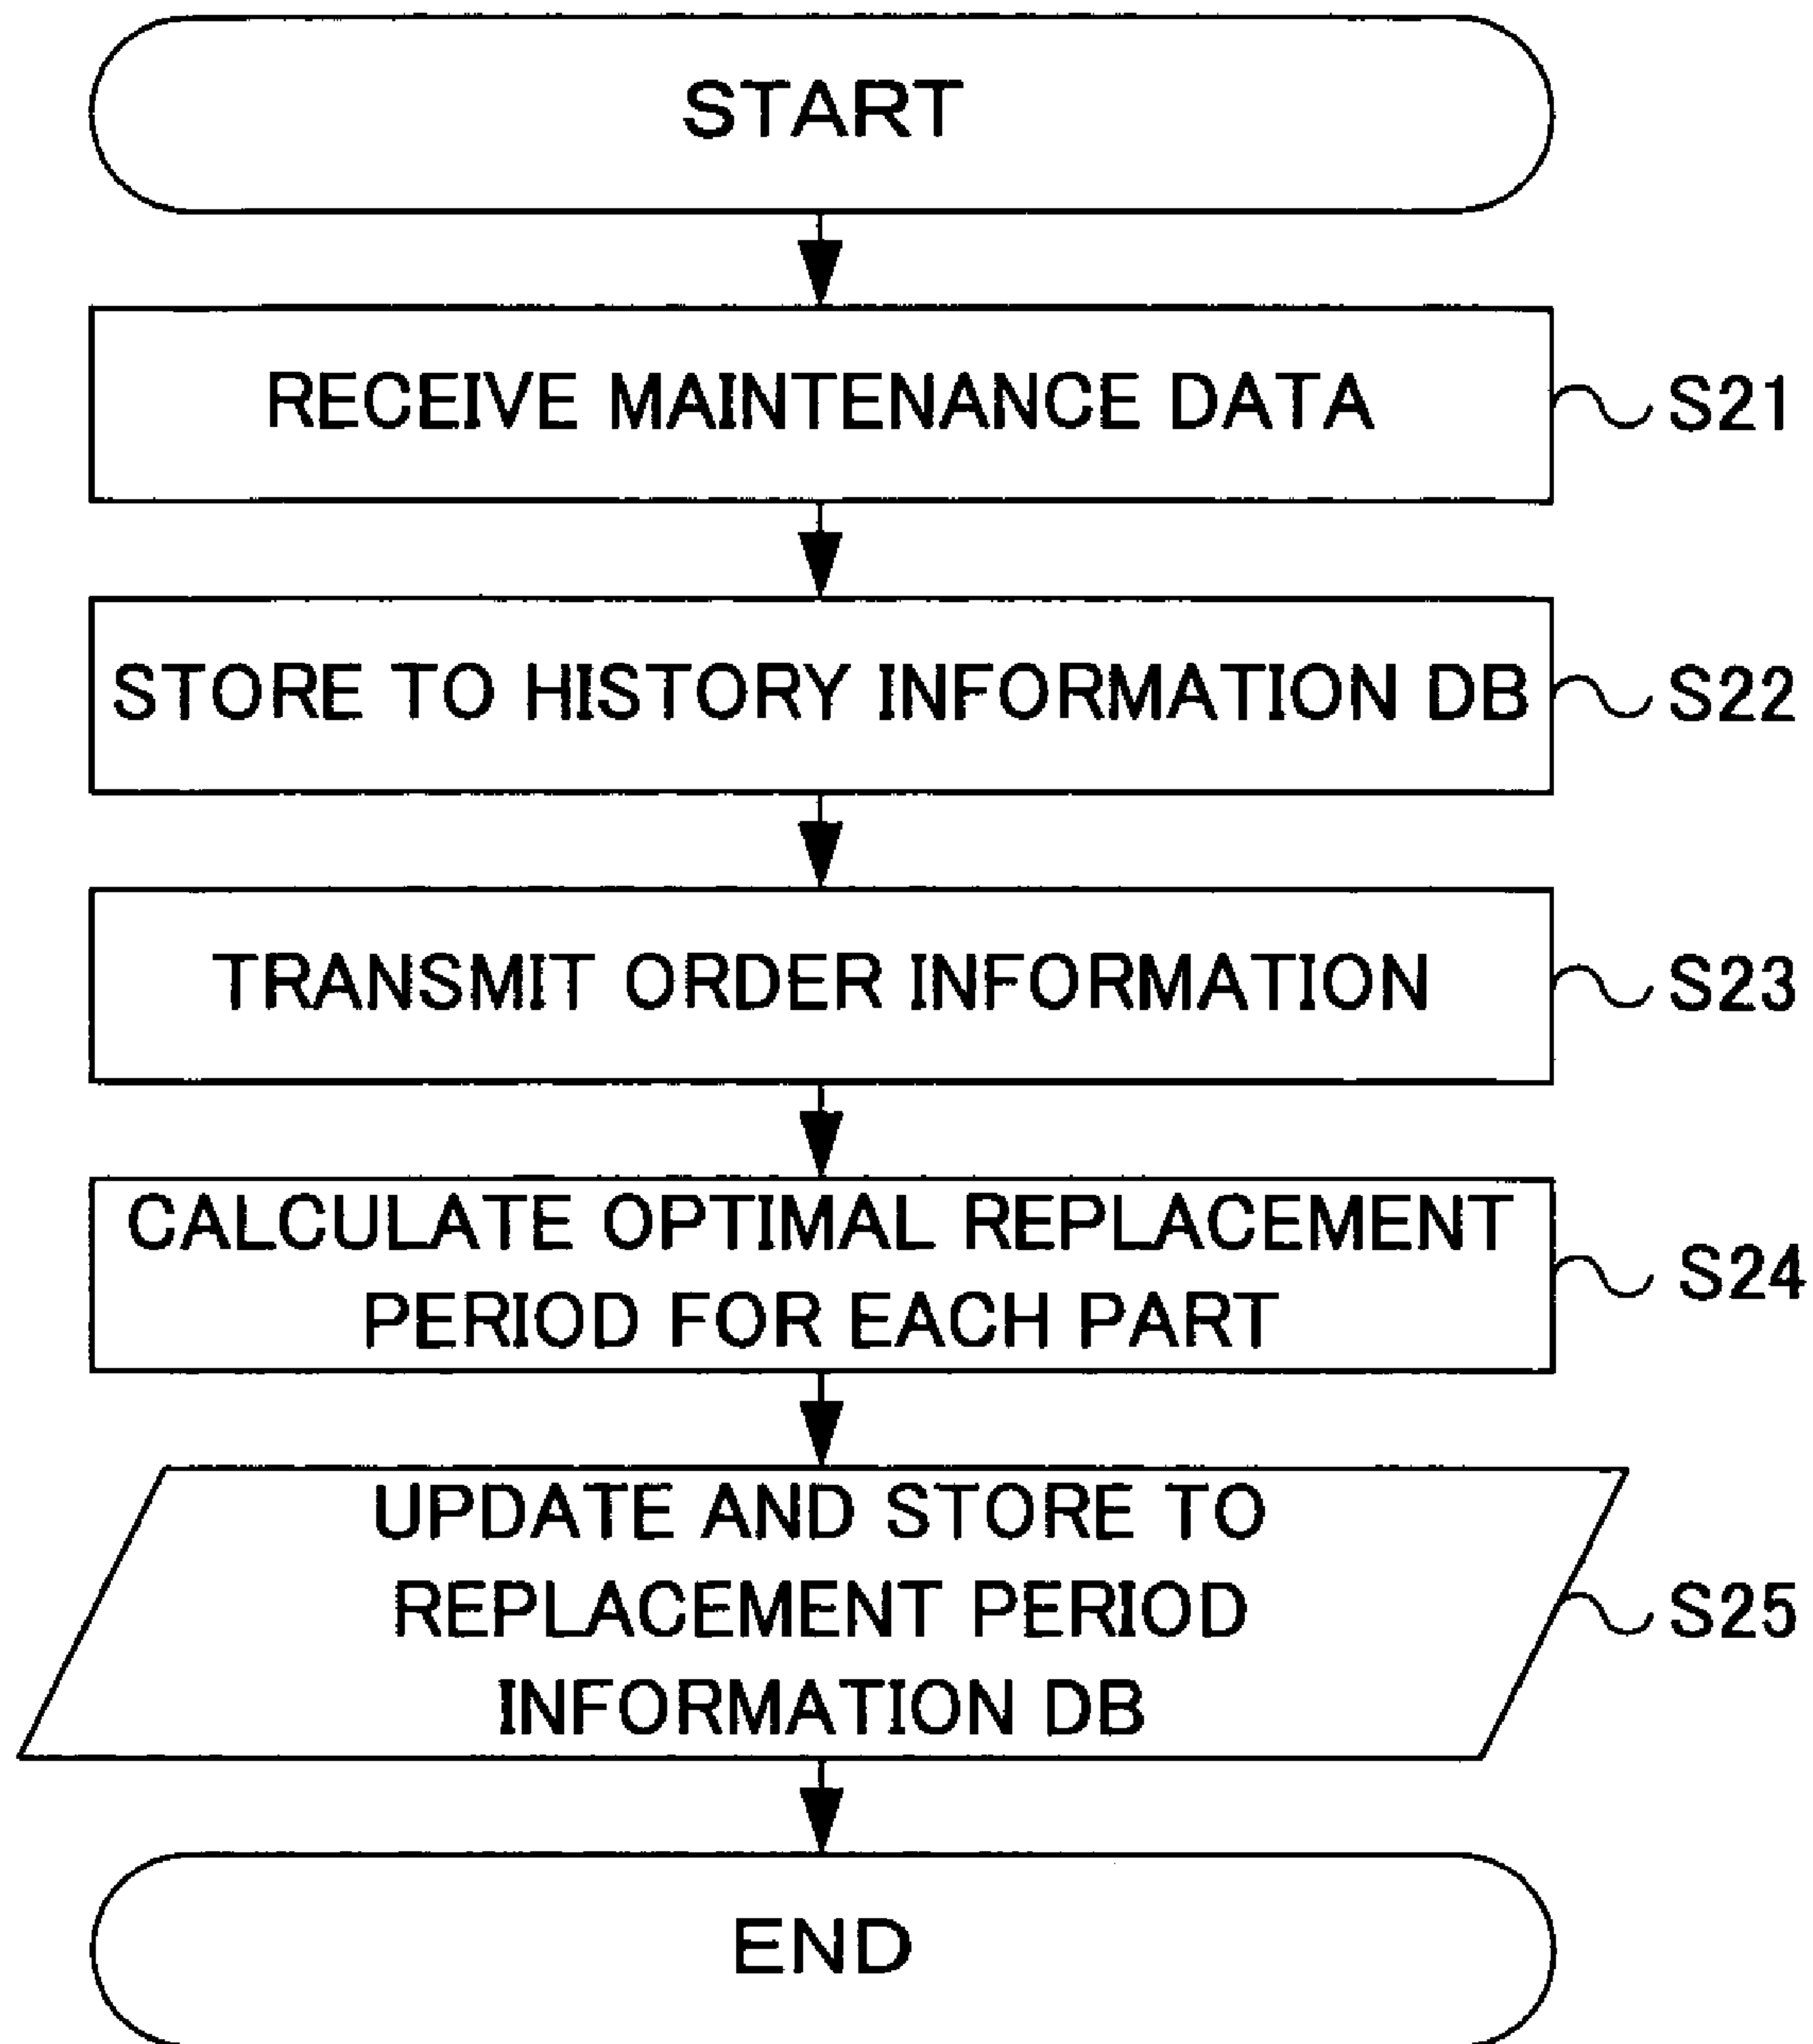 START
RECEIVE MAINTENANCE DATA
S21
STORE TO HISTORY INFORMATION DB
S22
TRANSMIT ORDER INFORMATION
S23
CALCULATE OPTIMAL REPLACEMENT
PERIOD FOR EACH PART
S24
UPDATE AND STORE TO
REPLACEMENT PERIOD
INFORMATION DB
S25
END